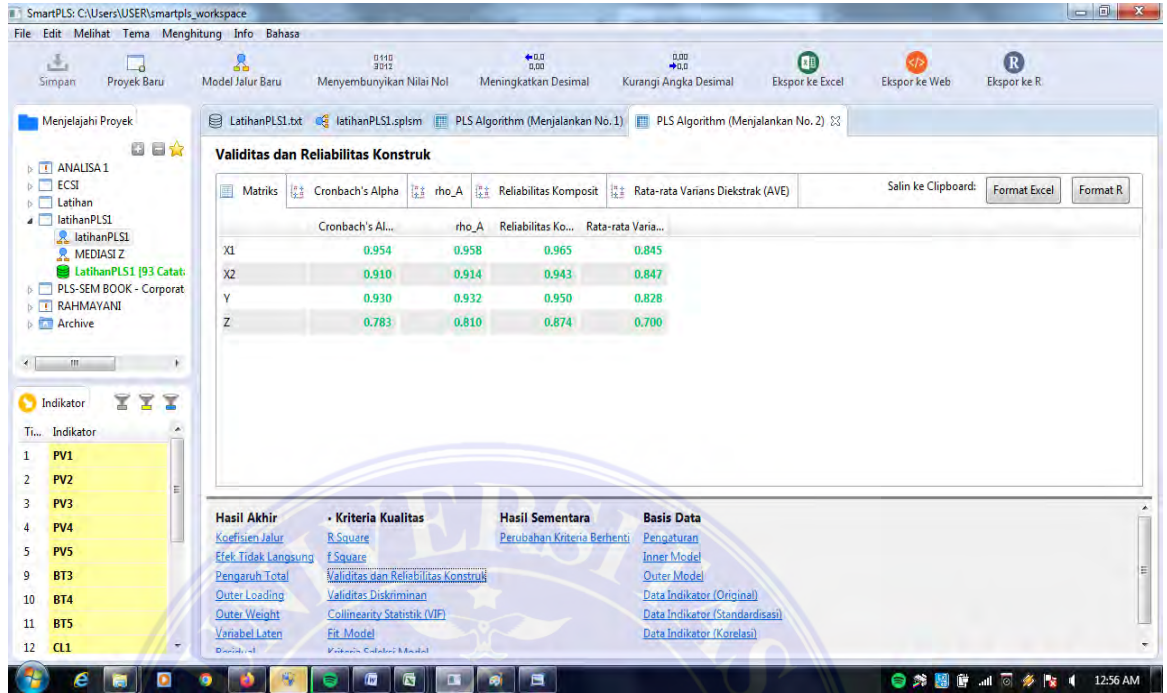 SmartPLS: C:\Users\USER\smartpls_workspace
File Edit Melihat Tema Menghitung Info Bahasa
Simpan Proyek Baru Model Jalur Baru Menyembunyikan Nilai Nol Meningkatkan Desimal Kurangi Angka Desimal Ekspor ke Excel Ekspor ke Web Ekspor ke R
Menjelajahi Proyek
ANALISA 1
ECSI
Latihan
latihanPLS1
latihanPLS1
MEDIASI Z
LatihanPLS1 [93 Catata
PLS-SEM BOOK - Corporat
RAHMAYANI
Archive
Indikator
Ti... Indikator
1 PV1
2 PV2
3 PV3
4 PV4
5 PV5
9 BT3
10 BT4
11 BT5
12 CL1
LatihanPLS1.txt latihanPLS1.splsm PLS Algorithm (Menjalankan No. 1) PLS Algorithm (Menjalankan No. 2)
Validitas dan Reliabilitas Konstruk
Matriks Cronbach's Alpha rho_A Reliabilitas Komposit Rata-rata Varians Diekstrak (AVE) Salin ke Clipboard: Format Excel Format R
Cronbach's Al... rho_A Reliabilitas Ko... Rata-rata Varia...
X1 0.954 0.958 0.965 0.845
X2 0.910 0.914 0.943 0.847
Y 0.930 0.932 0.950 0.828
Z 0.783 0.810 0.874 0.700
Hasil Akhir · Kriteria Kualitas Hasil Sementara Basis Data
Koefisien Jalur R Square Perubahan Kriteria Berhenti Pengaturan
Efek Tidak Langsung f Square Inner Model
Pengaruh Total Validitas dan Reliabilitas Konstruk Outer Model
Outer Loading Validitas Diskriminan Data Indikator (Original)
Outer Weight Collinearity Statistik (VIF) Data Indikator (Standardisasi)
Variabel Laten Fit Model Data Indikator (Korelasi)
Residual Kriteria Seleksi Model
12:56 AM